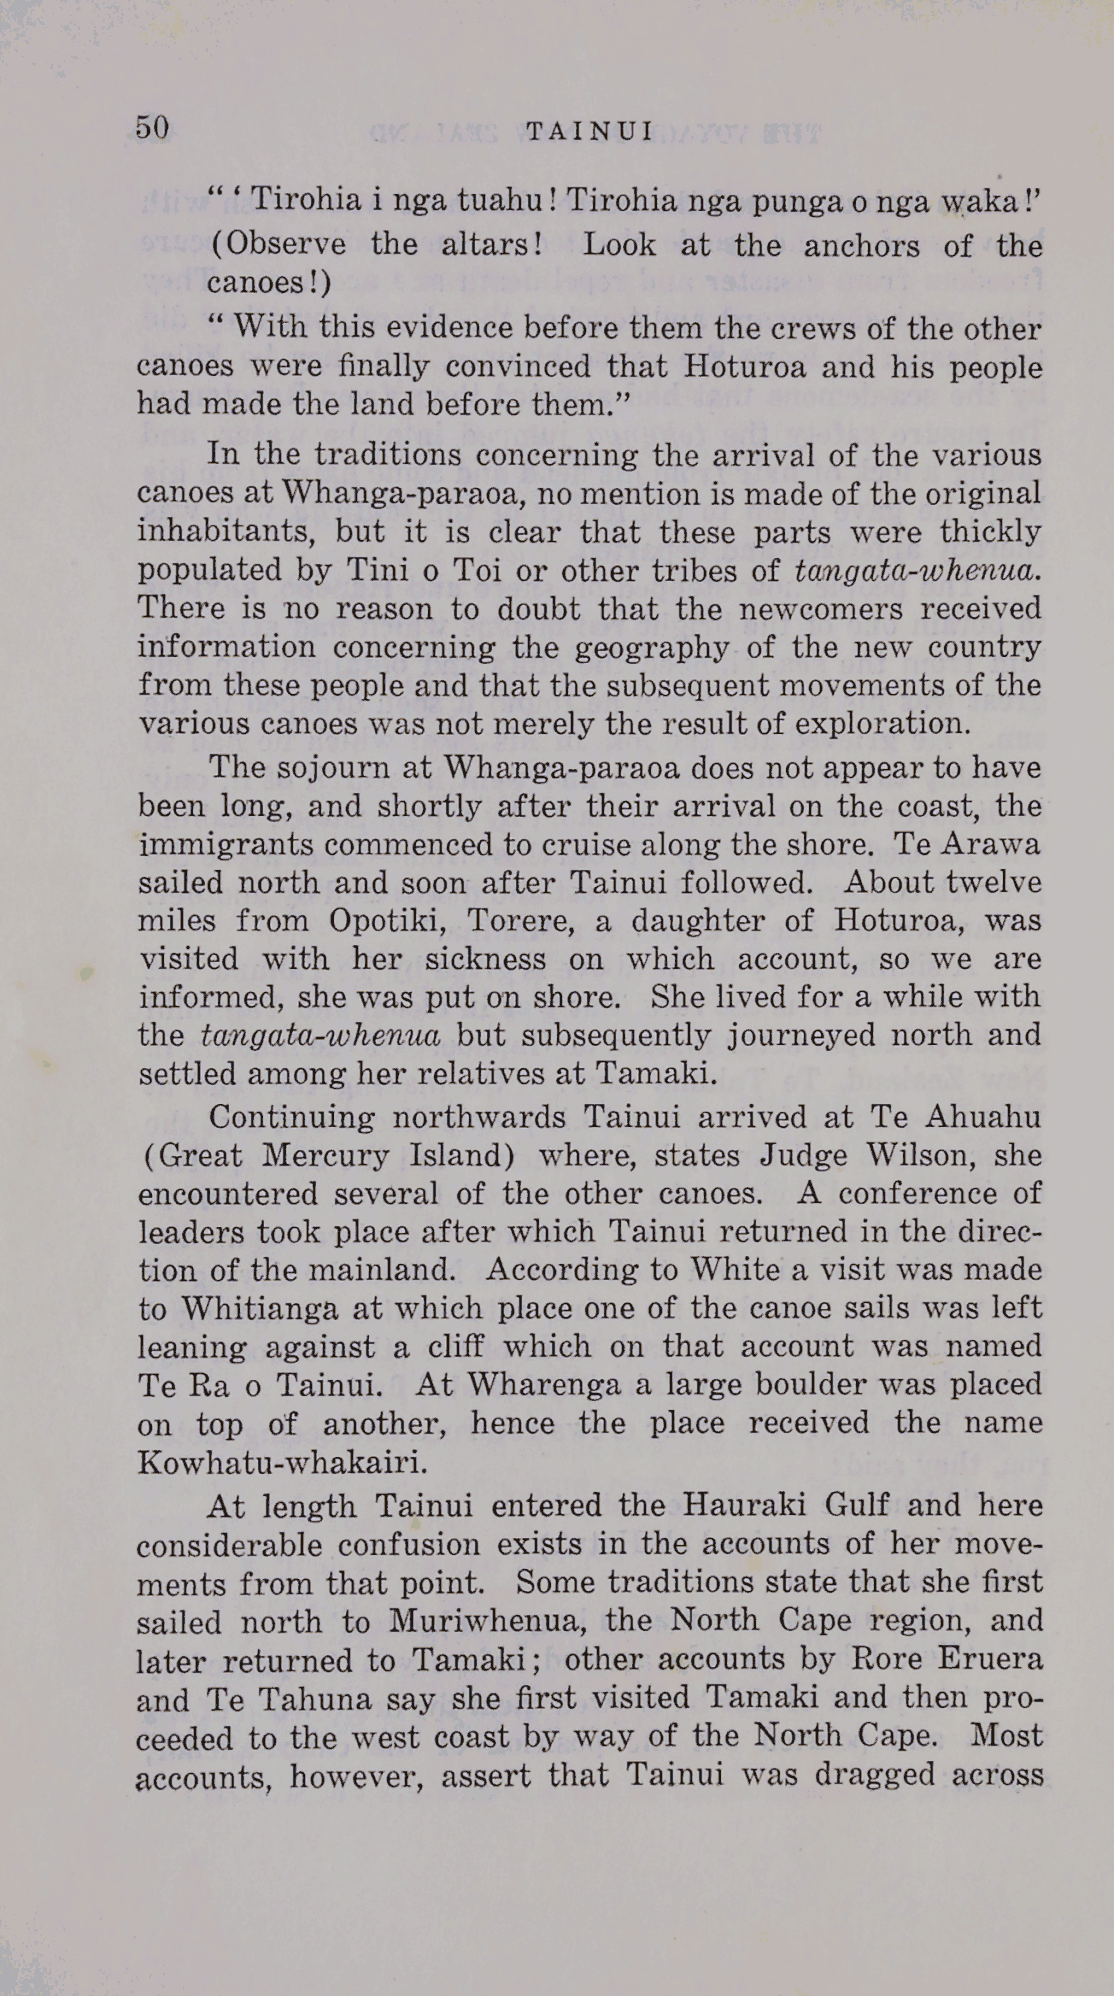 50 TAINUI
“ ‘ Tirohia i nga tuahu! Tirohia nga punga o nga waka!’
(Observe the altars! Look at the anchors of the
canoes!)
“ With this evidence before them the crews of the other
canoes were finally convinced that Hoturoa and his people
had made the land before them.”
In the traditions concerning the arrival of the various
canoes at Whanga-paraoa, no mention is made of the original
inhabitants, but it is clear that these parts were thickly
populated by Tini o Toi or other tribes of tangata-whenua.
There is no reason to doubt that the newcomers received
information concerning the geography of the new country
from these people and that the subsequent movements of the
various canoes was not merely the result of exploration.
The sojourn at Whanga-paraoa does not appear to have
been long, and shortly after their arrival on the coast, the
immigrants commenced to cruise along the shore. Te Arawa
sailed north and soon after Tainui followed. About twelve
miles from Opotiki, Torere, a daughter of Hoturoa, was
visited with her sickness on which account, so we are
informed, she was put on shore. She lived for a while with
the tangata-whenua but subsequently journeyed north and
settled among her relatives at Tamaki.
Continuing northwards Tainui arrived at Te Ahuahu
(Great Mercury Island) where, states Judge Wilson, she
encountered several of the other canoes. A conference of
leaders took place after which Tainui returned in the direc-
tion of the mainland. According to White a visit was made
to Whitianga at which place one of the canoe sails was left
leaning against a cliff which on that account was named
Te Ra o Tainui. At Wharenga a large boulder was placed
on top of another, hence the place received the name
Kowhatu-whakairi.
At length Tainui entered the Hauraki Gulf and here
considerable confusion exists in the accounts of her move-
ments from that point. Some traditions state that she first
sailed north to Muriwhenua, the North Cape region, and
later returned to Tamaki; other accounts by Rore Eruera
and Te Tahuna say she first visited Tamaki and then pro-
ceeded to the west coast by way of the North Cape. Most
accounts, however, assert that Tainui was dragged across